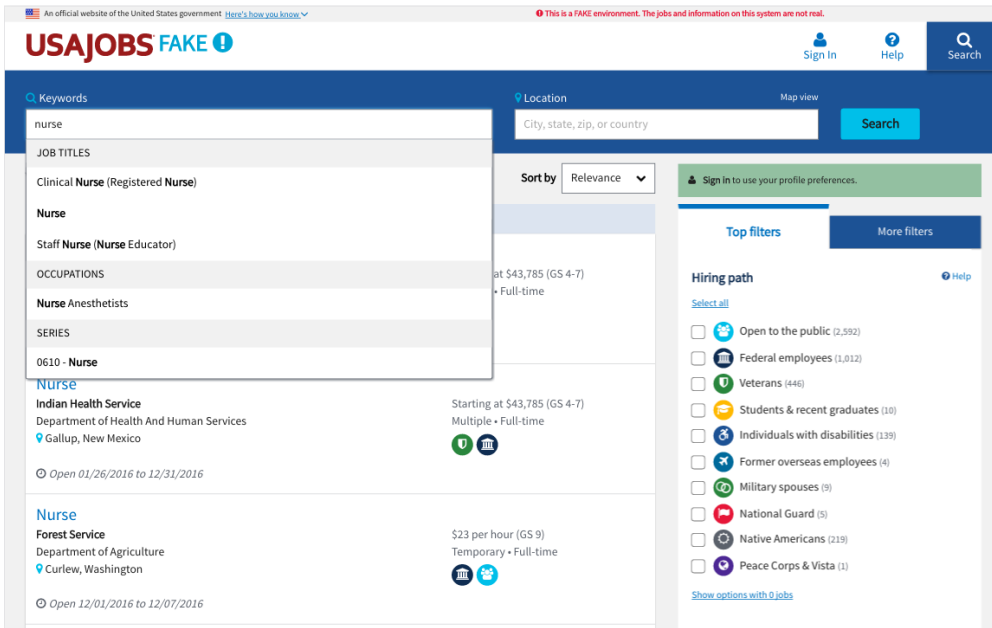 An official website of the United States government Here's how you know
This is a FAKE environment. The jobs and information on this system are not real.
USAJOBS FAKE
Sign In
Help
Search
Keywords
Location
Map view
nurse
City, state, zip, or country
Search
JOB TITLES
Clinical Nurse (Registered Nurse)
Nurse
Staff Nurse (Nurse Educator)
OCCUPATIONS
Nurse Anesthetists
SERIES
0610 - Nurse
Sort by Relevance
at $43,785 (GS 4-7)
• Full-time
Nurse
Indian Health Service
Department of Health And Human Services
Gallup, New Mexico
Starting at $43,785 (GS 4-7)
Multiple • Full-time
Open 01/26/2016 to 12/31/2016
Nurse
Forest Service
Department of Agriculture
Curlew, Washington
$23 per hour (GS 9)
Temporary • Full-time
Open 12/01/2016 to 12/07/2016
Sign in to use your profile preferences.
Top filters
More filters
Hiring path
Help
Select all
Open to the public (2,592)
Federal employees (1,012)
Veterans (446)
Students & recent graduates (10)
Individuals with disabilities (139)
Former overseas employees (4)
Military spouses (9)
National Guard (5)
Native Americans (219)
Peace Corps & Vista (1)
Show options with 0 jobs